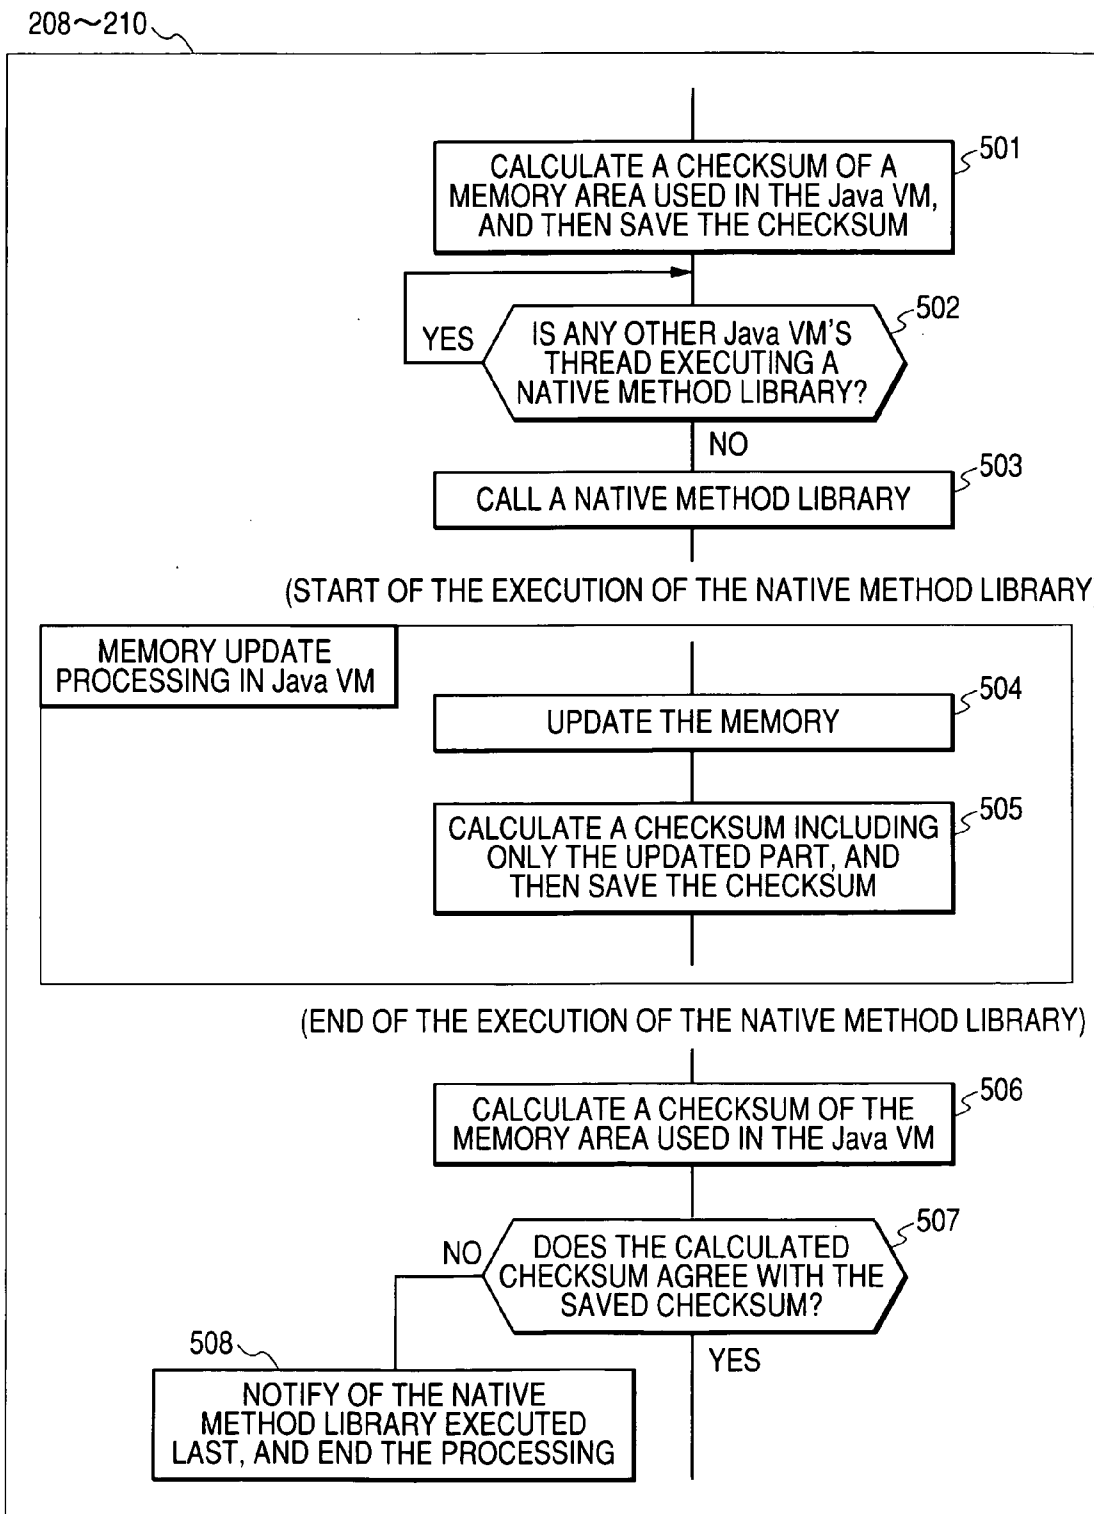 208~210
501
CALCULATE A CHECKSUM OF A
MEMORY AREA USED IN THE Java VM,
AND THEN SAVE THE CHECKSUM
502
YES
IS ANY OTHER Java VM'S
THREAD EXECUTING A
NATIVE METHOD LIBRARY?
NO
503
CALL A NATIVE METHOD LIBRARY
(START OF THE EXECUTION OF THE NATIVE METHOD LIBRARY
MEMORY UPDATE
PROCESSING IN Java VM
504
UPDATE THE MEMORY
505
CALCULATE A CHECKSUM INCLUDING
ONLY THE UPDATED PART, AND
THEN SAVE THE CHECKSUM
(END OF THE EXECUTION OF THE NATIVE METHOD LIBRARY)
506
CALCULATE A CHECKSUM OF THE
MEMORY AREA USED IN THE Java VM
507
NO
DOES THE CALCULATED
CHECKSUM AGREE WITH THE
SAVED CHECKSUM?
YES
508
NOTIFY OF THE NATIVE
METHOD LIBRARY EXECUTED
LAST, AND END THE PROCESSING